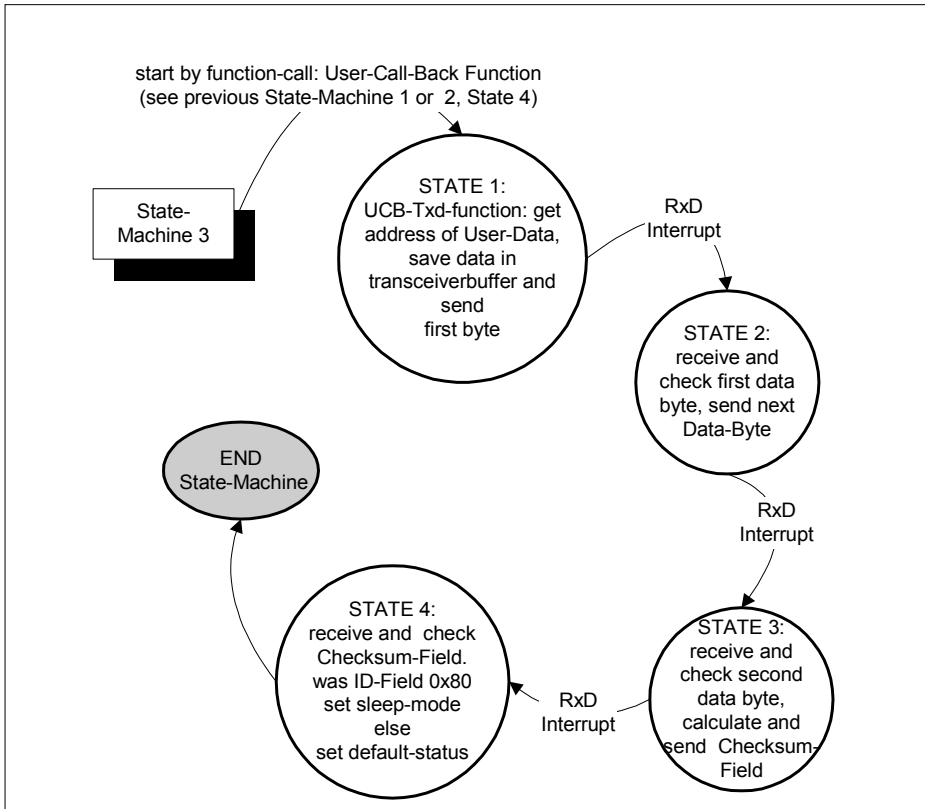 start by function-call: User-Call-Back Function
(see previous State-Machine 1 or 2, State 4)
State-
Machine 3
STATE 1:
UCB-Txd-function: get
address of User-Data,
save data in
transceiverbuffer and
send
first byte
RxD
Interrupt
STATE 2:
receive and
check first data
byte, send next
Data-Byte
RxD
Interrupt
STATE 3:
receive and
check second
data byte,
calculate and
send Checksum-
Field
RxD
Interrupt
STATE 4:
receive and check
Checksum-Field.
was ID-Field 0x80
set sleep-mode
else
set default-status
END
State-Machine